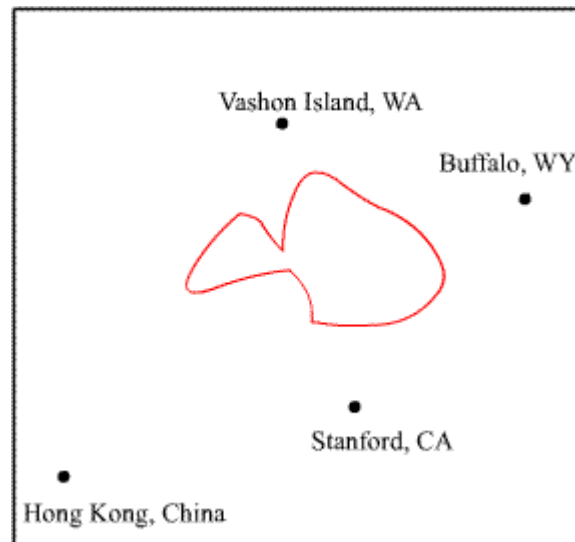 Vashon Island, WA
Buffalo, WY
Stanford, CA
Hong Kong, China